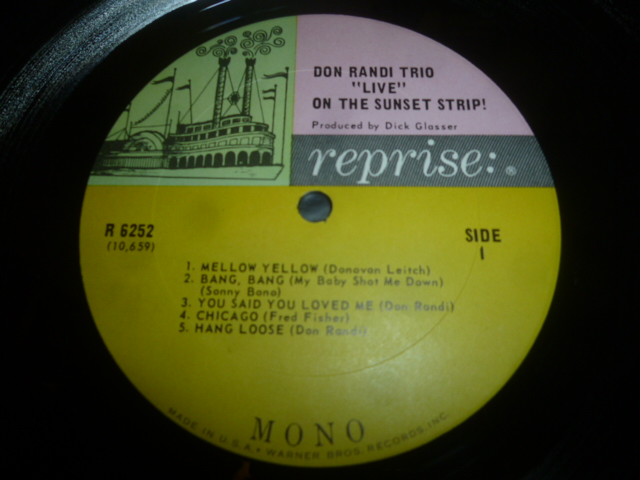 DON RANDI TRIO
"LIVE"
ON THE SUNSET STRIP!
Produced by Dick Glasser
reprise: ®
R 6252
(10,659)
SIDE
1
1. MELLOW YELLOW (Donovan Leitch)
2. BANG, BANG (My Baby Shot Me Down)
(Sonny Bono)
3. YOU SAID YOU LOVED ME (Don Randi)
4. CHICAGO (Fred Fisher)
5. HANG LOOSE (Don Randi)
MONO
MADE IN U.S.A • WARNER BROS. RECORDS, INC.